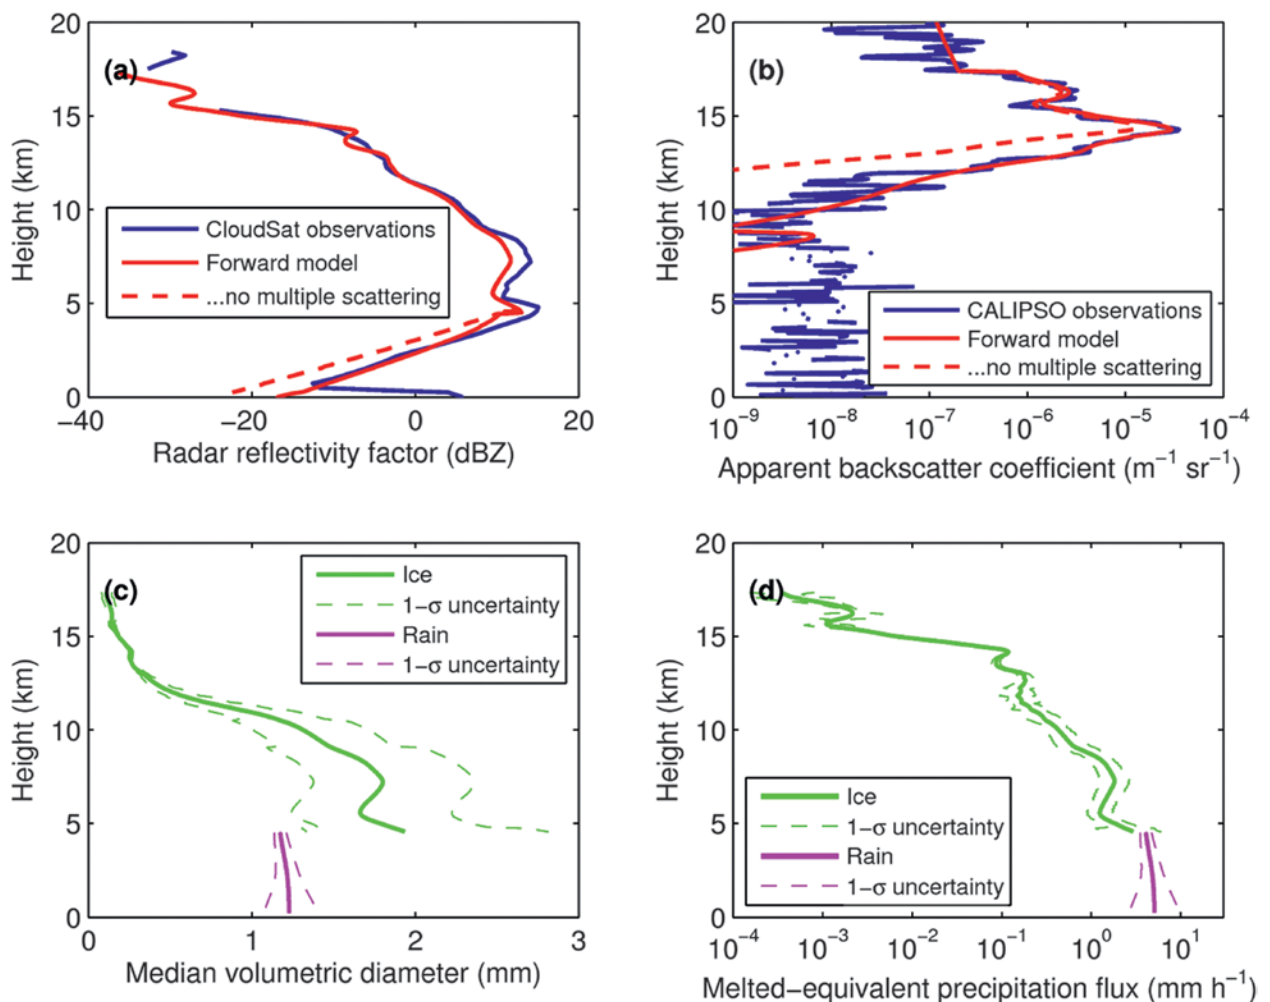 20
15
10
5
0
(a)
Height (km)
CloudSat observations
Forward model
...no multiple scattering
−40
−20
0
20
Radar reflectivity factor (dBZ)
20
15
10
5
0
(b)
Height (km)
CALIPSO observations
Forward model
...no multiple scattering
10⁻⁹
10⁻⁸
10⁻⁷
10⁻⁶
10⁻⁵
10⁻⁴
Apparent backscatter coefficient (m⁻¹ sr⁻¹)
20
15
10
5
0
(c)
Height (km)
Ice
1−σ uncertainty
Rain
1−σ uncertainty
0
1
2
3
Median volumetric diameter (mm)
20
15
10
5
0
(d)
Height (km)
Ice
1−σ uncertainty
Rain
1−σ uncertainty
10⁻⁴
10⁻³
10⁻²
10⁻¹
10⁰
10¹
Melted−equivalent precipitation flux (mm h⁻¹)